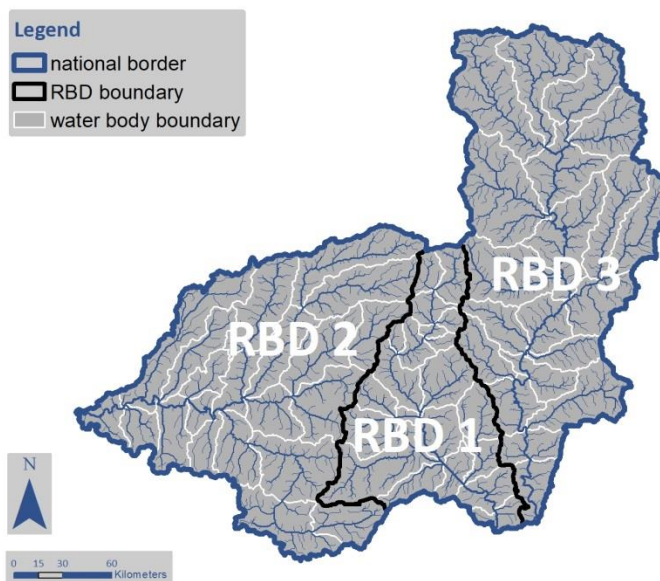 Legend
national border
RBD boundary
water body boundary
RBD 3
RBD 2
RBD 1
N
0 15 30 60
Kilometers